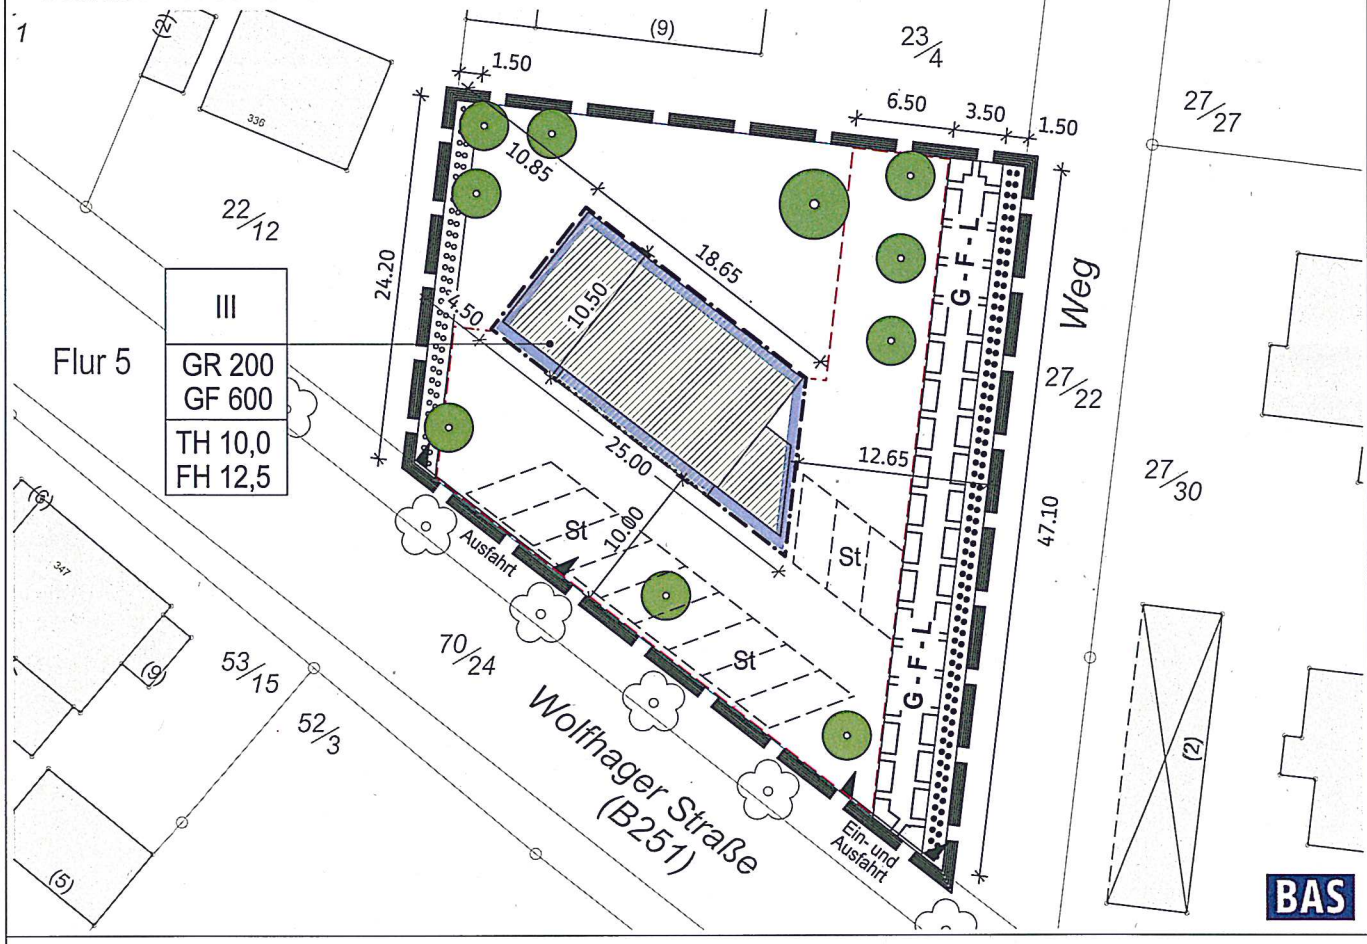 1
(2)
336
(9)
23/4
27/27
1.50
10.85
6.50
3.50
1.50
22/12
24.20
4.50
10.50
18.65
G - F - L
Weg
27/22
Flur 5
III
GR 200
GF 600
TH 10,0
FH 12,5
25.00
12.65
27/30
47.10
(6)
347
(9)
Ausfahrt
St
10.00
St
St
G - F - L
70/24
53/15
52/3
Wolfhager Straße
(B251)
Ein- und
Ausfahrt
(2)
(5)
BAS